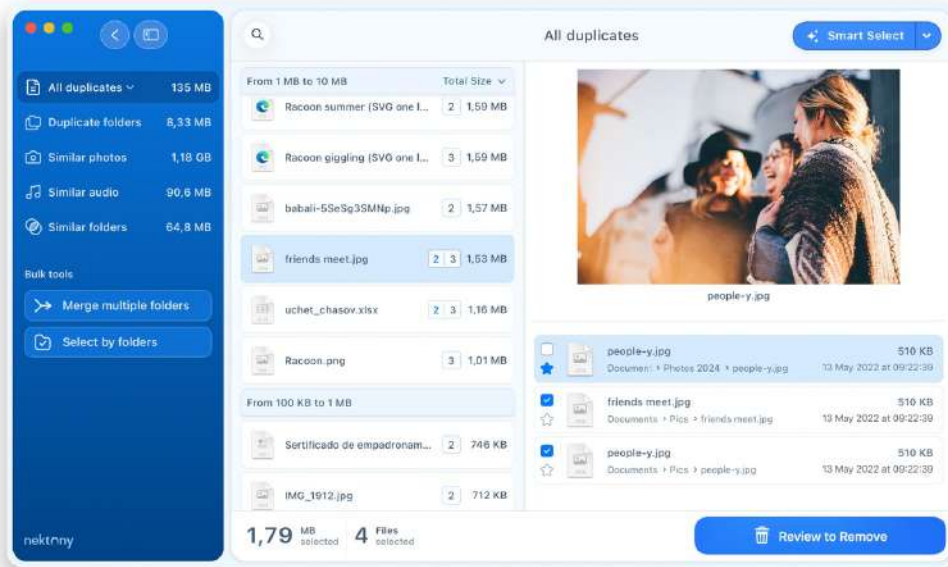 All duplicates
Smart Select
All duplicates 135 MB
Duplicate folders 8,33 MB
Similar photos 1,18 GB
Similar audio 90,6 MB
Similar folders 64,8 MB
Bulk tools
Merge multiple folders
Select by folders
nektony
From 1 MB to 10 MB Total Size
Racoon summer (SVG one l... 2 1,59 MB
Racoon giggling (SVG one l... 3 1,59 MB
babali-5SeSg3SMNp.jpg 2 1,57 MB
friends meet.jpg 2 3 1,53 MB
uchet_chasov.xlsx 2 3 1,16 MB
Racoon.png 3 1,01 MB
From 100 KB to 1 MB
Sertificado de empadronam... 2 746 KB
IMG_1912.jpg 2 712 KB
people-y.jpg
people-y.jpg 510 KB
Document › Photos 2024 › people-y.jpg 13 May 2022 at 09:22:39
friends meet.jpg 510 KB
Documents › Pics › friends meet.jpg 13 May 2022 at 09:22:39
people-y.jpg 510 KB
Documents › Pics › people-y.jpg 13 May 2022 at 09:22:39
1,79 MB selected 4 Files selected
Review to Remove